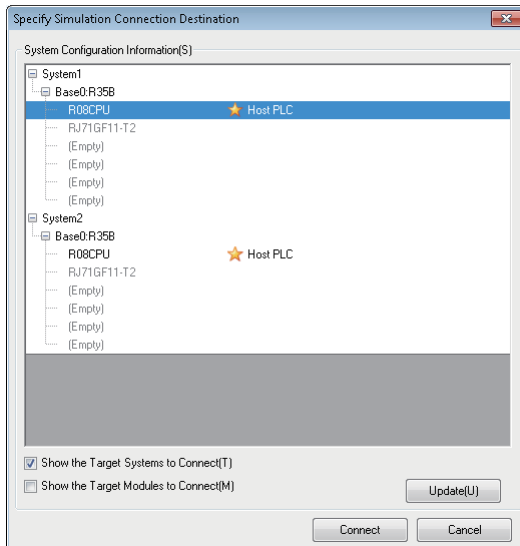 Specify Simulation Connection Destination
System Configuration Information(S)
System1
Base0:R35B
R08CPU Host PLC
RJ71GF11-T2
(Empty)
(Empty)
(Empty)
(Empty)
System2
Base0:R35B
R08CPU Host PLC
RJ71GF11-T2
(Empty)
(Empty)
(Empty)
(Empty)
Show the Target Systems to Connect(T)
Show the Target Modules to Connect(M)
Update(U)
Connect Cancel